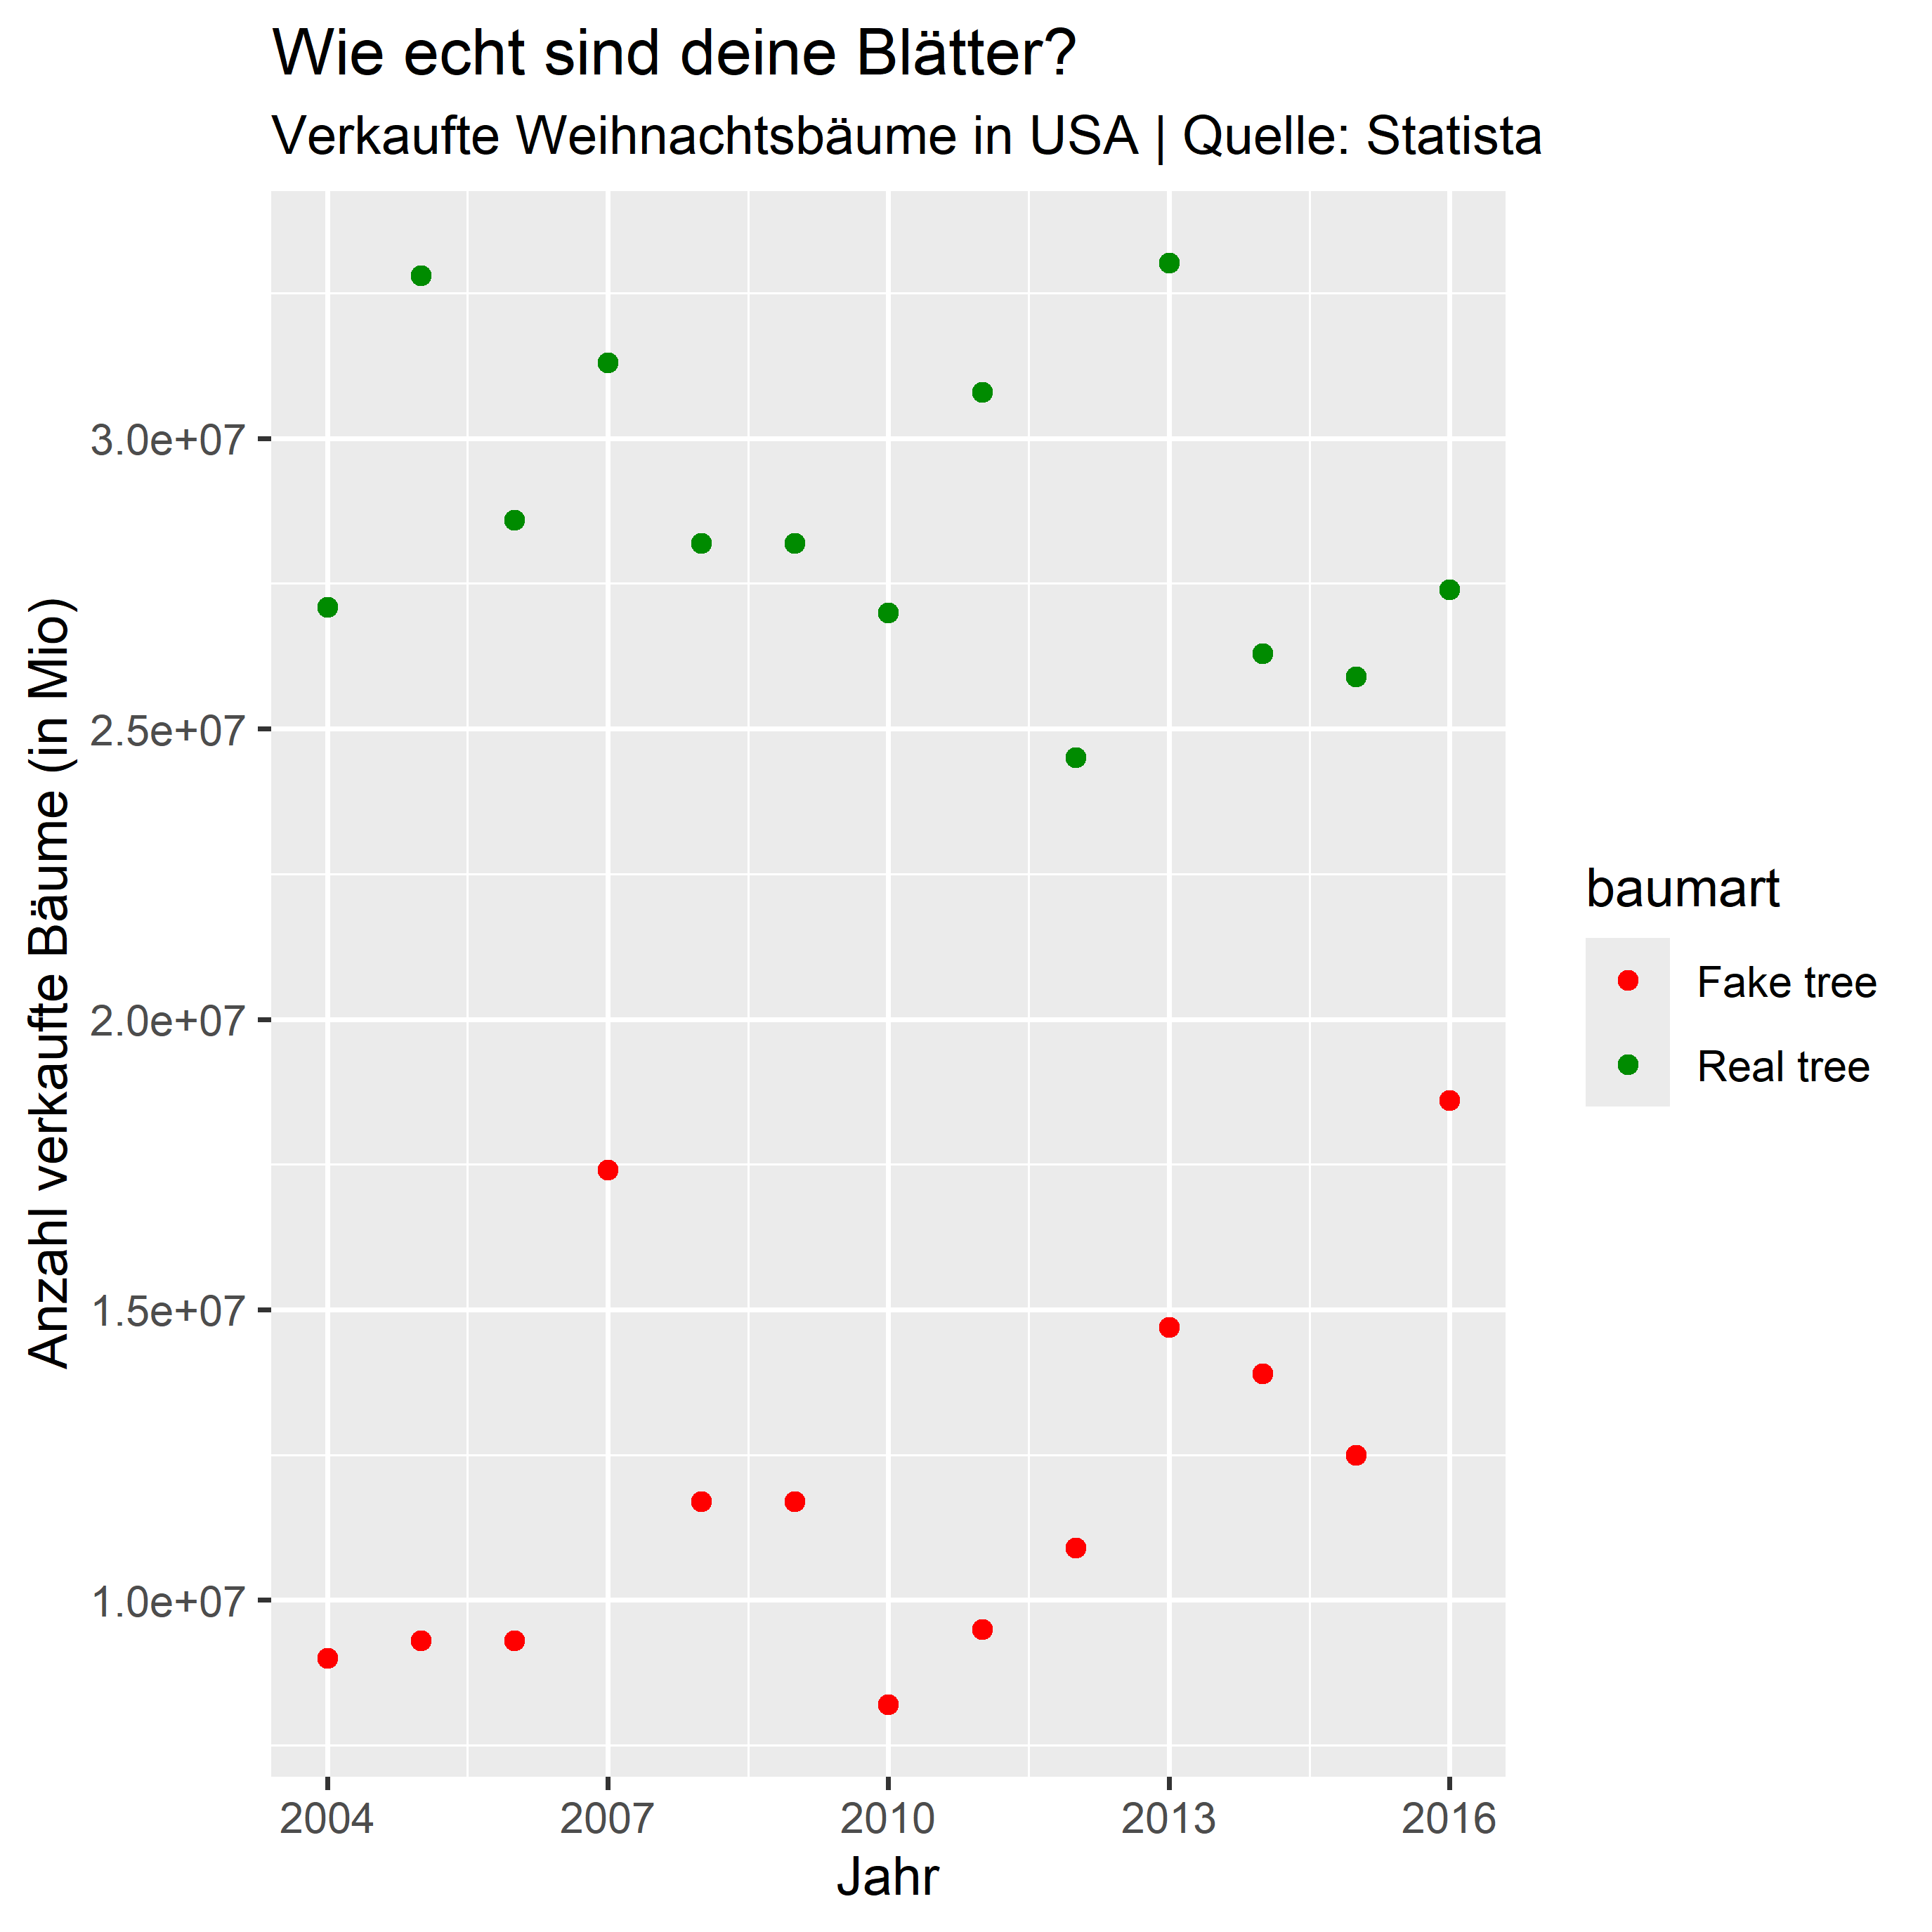 Wie echt sind deine Blätter?
Verkaufte Weihnachtsbäume in USA | Quelle: Statista
Anzahl verkaufte Bäume (in Mio)
3.0e+07
2.5e+07
2.0e+07
1.5e+07
1.0e+07
2004 2007 2010 2013 2016
Jahr
baumart
Fake tree
Real tree